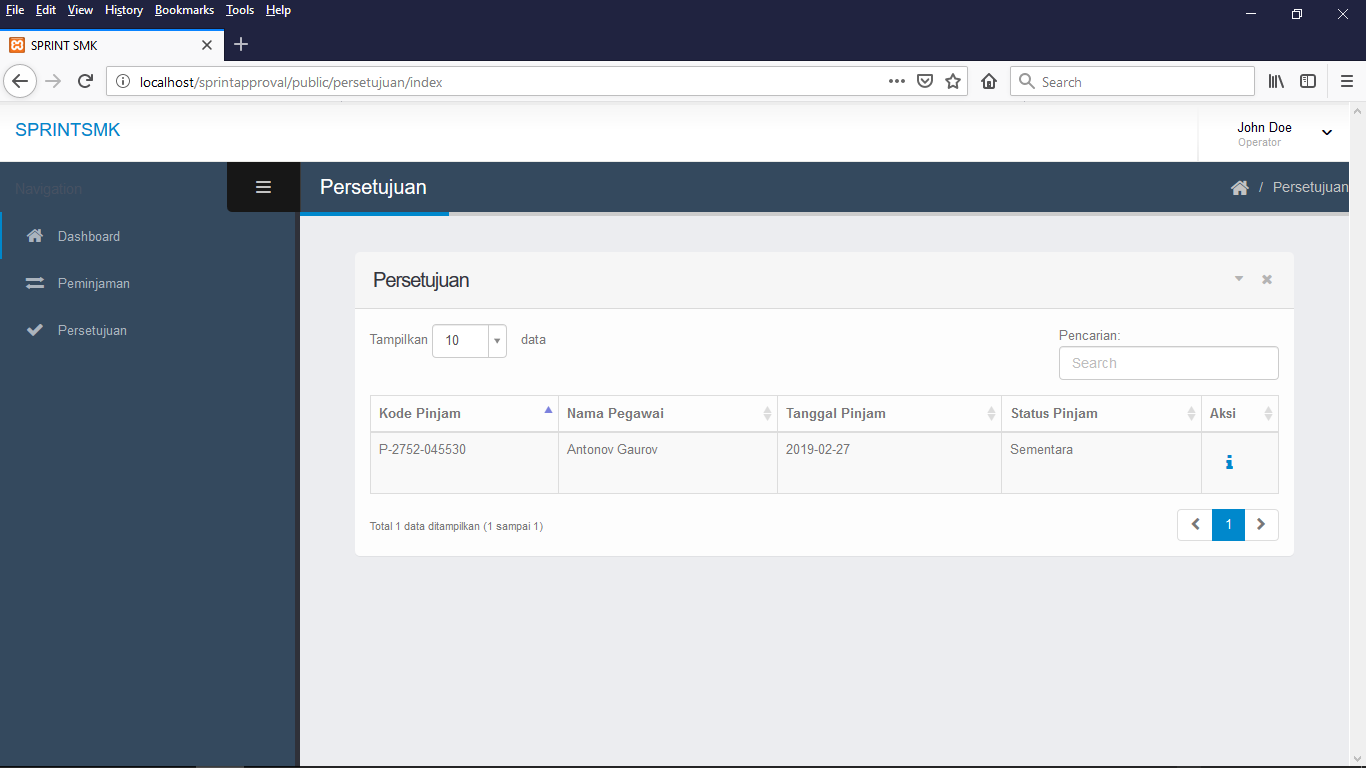 File Edit View History Bookmarks Tools Help
SPRINT SMK
localhost/sprintapproval/public/persetujuan/index
Search
SPRINTSMK
John Doe
Operator
Navigation
Persetujuan
/ Persetujuan
Dashboard
Peminjaman
Persetujuan
Persetujuan
Tampilkan 10 data
Pencarian:
Search
Kode Pinjam Nama Pegawai Tanggal Pinjam Status Pinjam Aksi
P-2752-045530 Antonov Gaurov 2019-02-27 Sementara
Total 1 data ditampilkan (1 sampai 1)
1